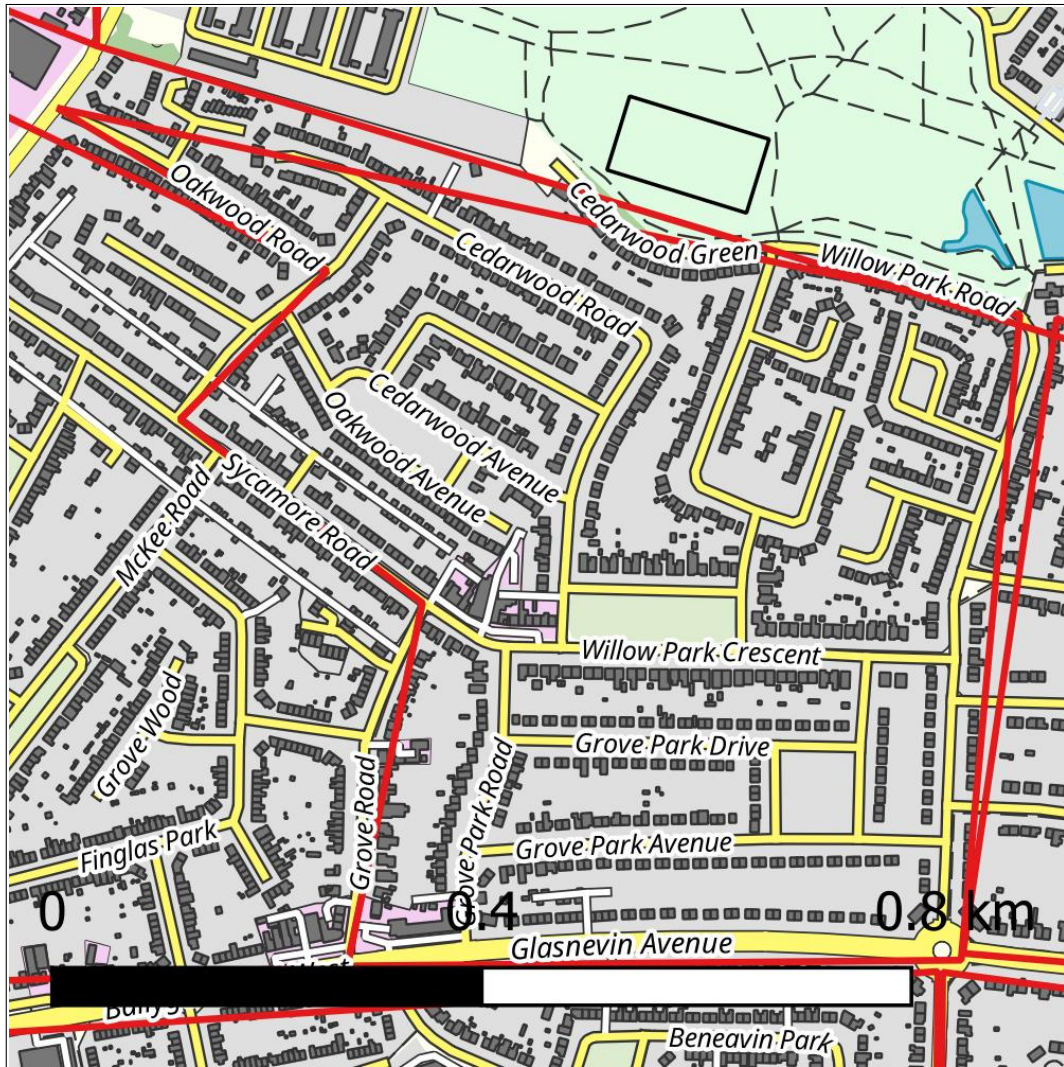 Oakwood Road
Cedarwood Green
Willow Park Road
Cedarwood Road
Cedarwood Avenue
Oakwood Avenue
Sycamore Road
McKee Road
Willow Park Crescent
Grove Wood
Grove Park Drive
Grove Road
Grove Park Road
Finglas Park
Grove Park Avenue
0
0.4
0.8 km
Glasnevin Avenue
Beneavin Park